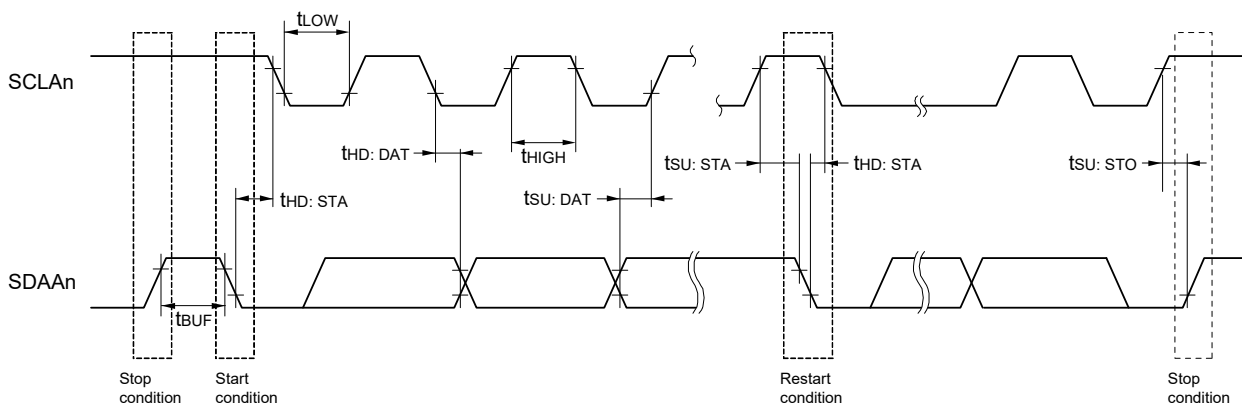 tLOW
SCLAn
tHD: DAT
tHIGH
tSU: STA
tHD: STA
tSU: STO
tHD: STA
tSU: DAT
SDAAn
tBUF
Stop
condition
Start
condition
Restart
condition
Stop
condition